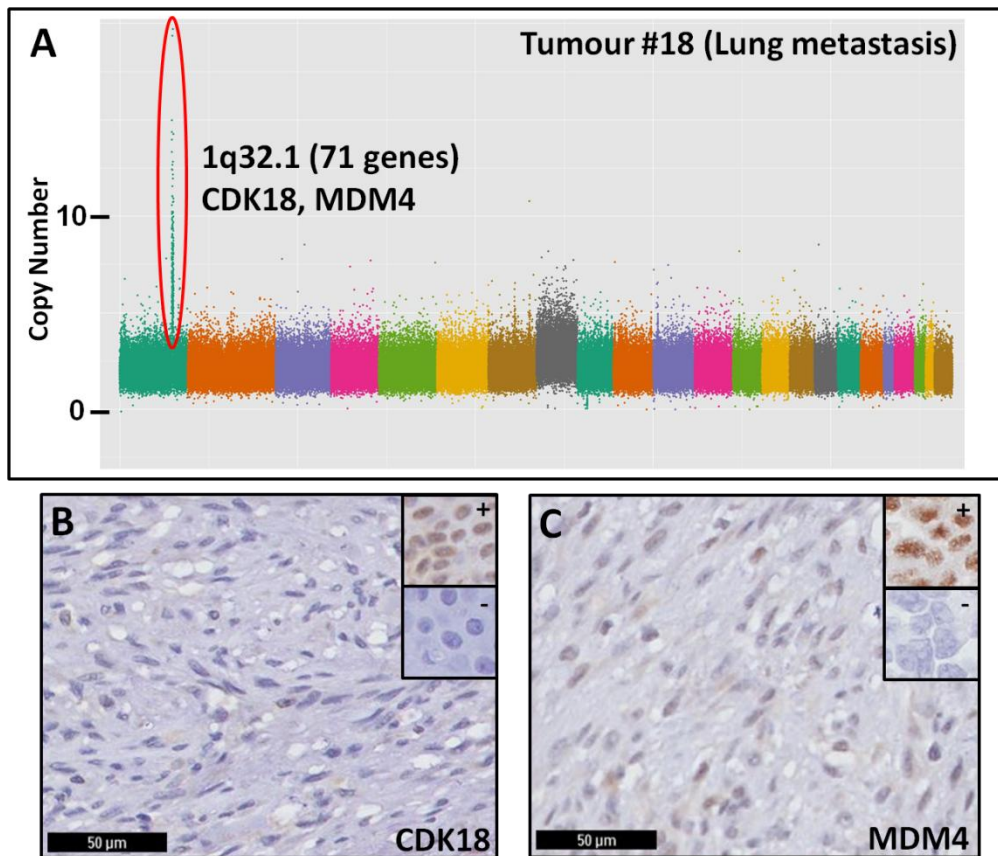 A
Tumour #18 (Lung metastasis)
1q32.1 (71 genes)
CDK18, MDM4
Copy Number
10
0
B
+
-
50 µm
CDK18
C
+
-
50 µm
MDM4